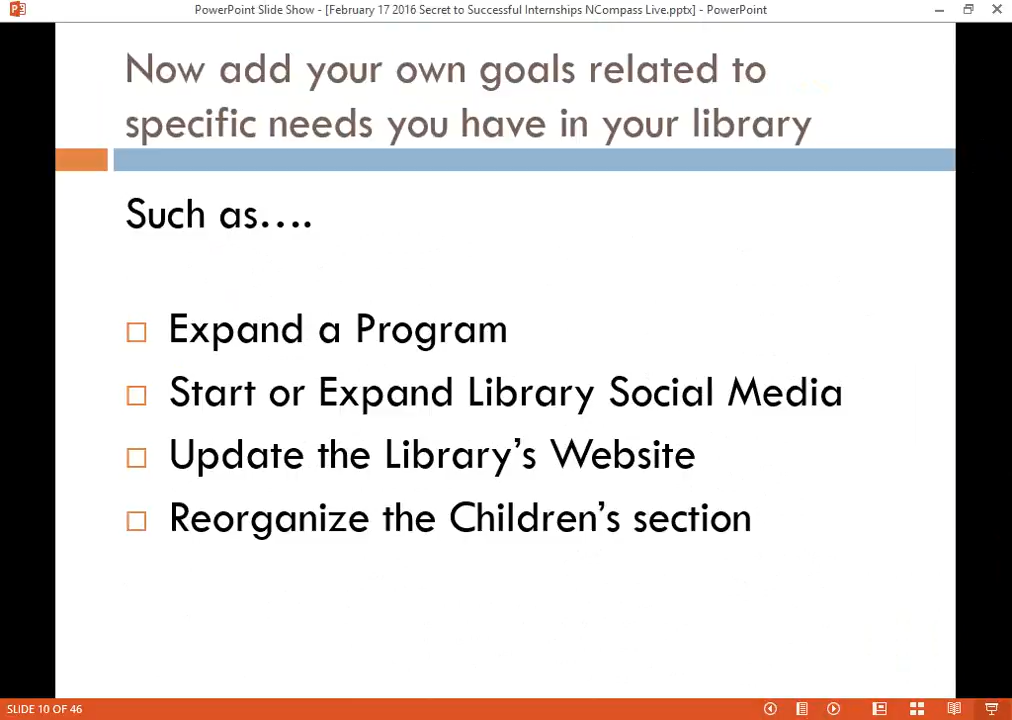 PowerPoint Slide Show - [February 17 2016 Secret to Successful Internships NCompass Live.pptx] - PowerPoint
Now add your own goals related to
specific needs you have in your library
Such as….
Expand a Program
Start or Expand Library Social Media
Update the Library’s Website
Reorganize the Children’s section
SLIDE 10 OF 46